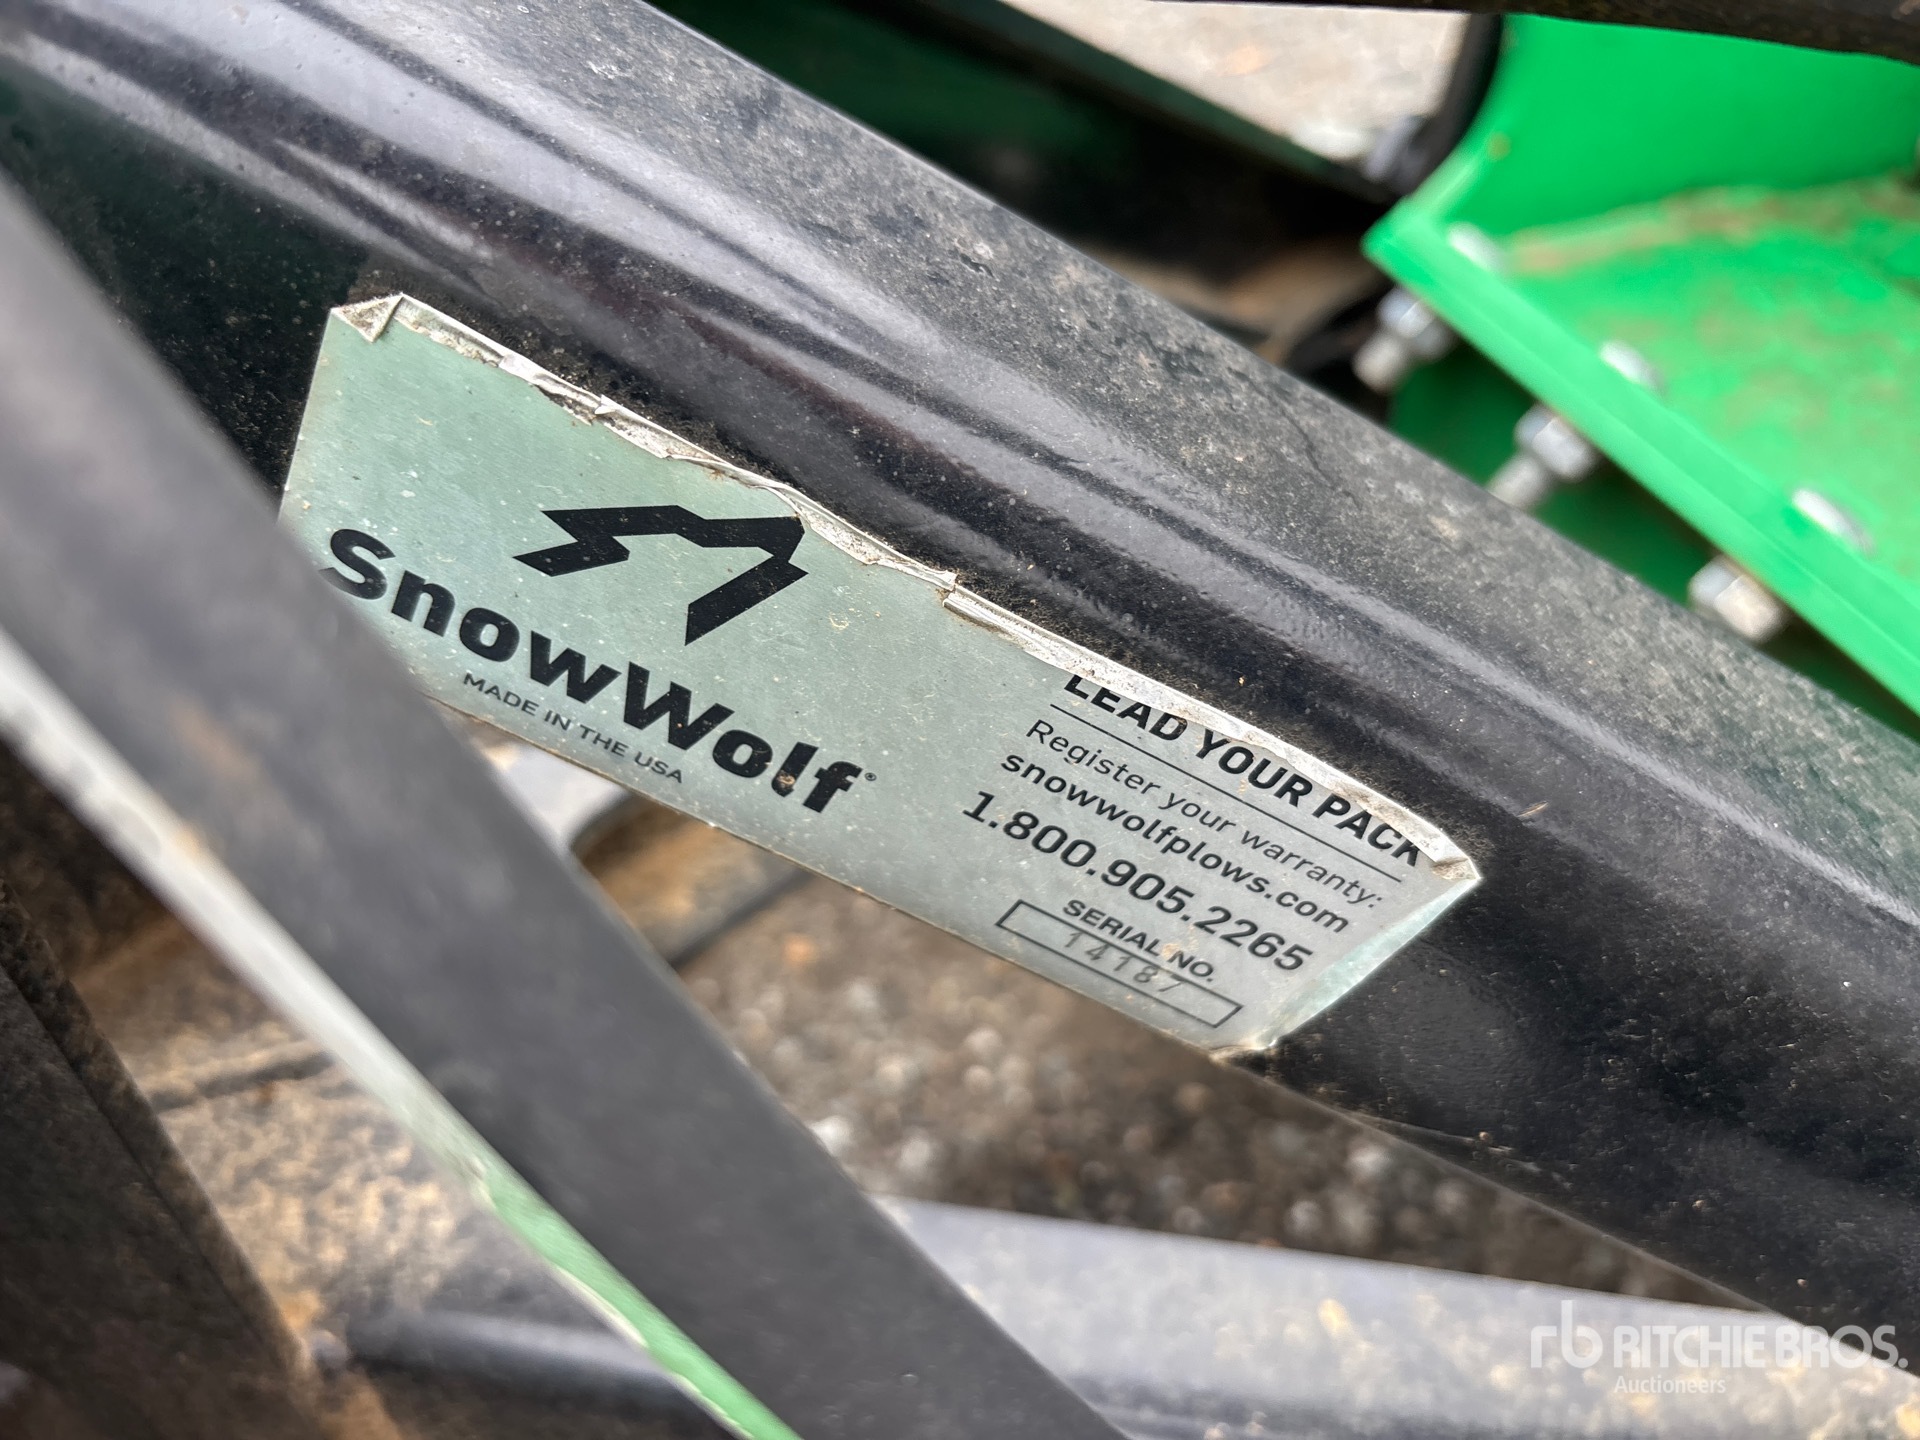 SnowWolf®
MADE IN THE USA
LEAD YOUR PACK
Register your warranty:
snowwolfplows.com
1.800.905.2265
SERIAL NO.
14187
rb RITCHIE BROS.
Auctioneers